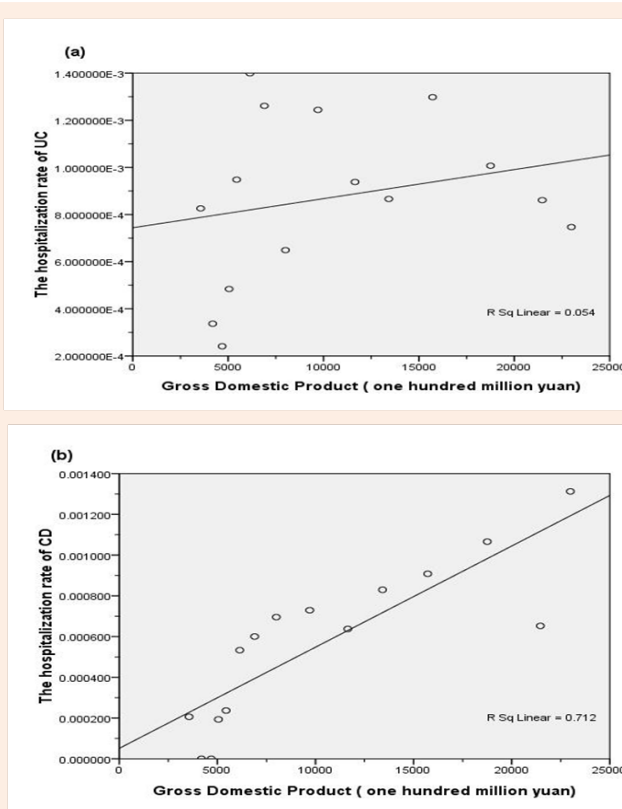 (a)
The hospitalization rate of UC
1.400000E-3
1.200000E-3
1.000000E-3
8.000000E-4
6.000000E-4
4.000000E-4
2.000000E-4
R Sq Linear = 0.054
0 5000 10000 15000 20000 25000
Gross Domestic Product ( one hundred million yuan)
(b)
The hospitalization rate of CD
0.001400
0.001200
0.001000
0.000800
0.000600
0.000400
0.000200
0.000000
R Sq Linear = 0.712
0 5000 10000 15000 20000 25000
Gross Domestic Product ( one hundred million yuan)